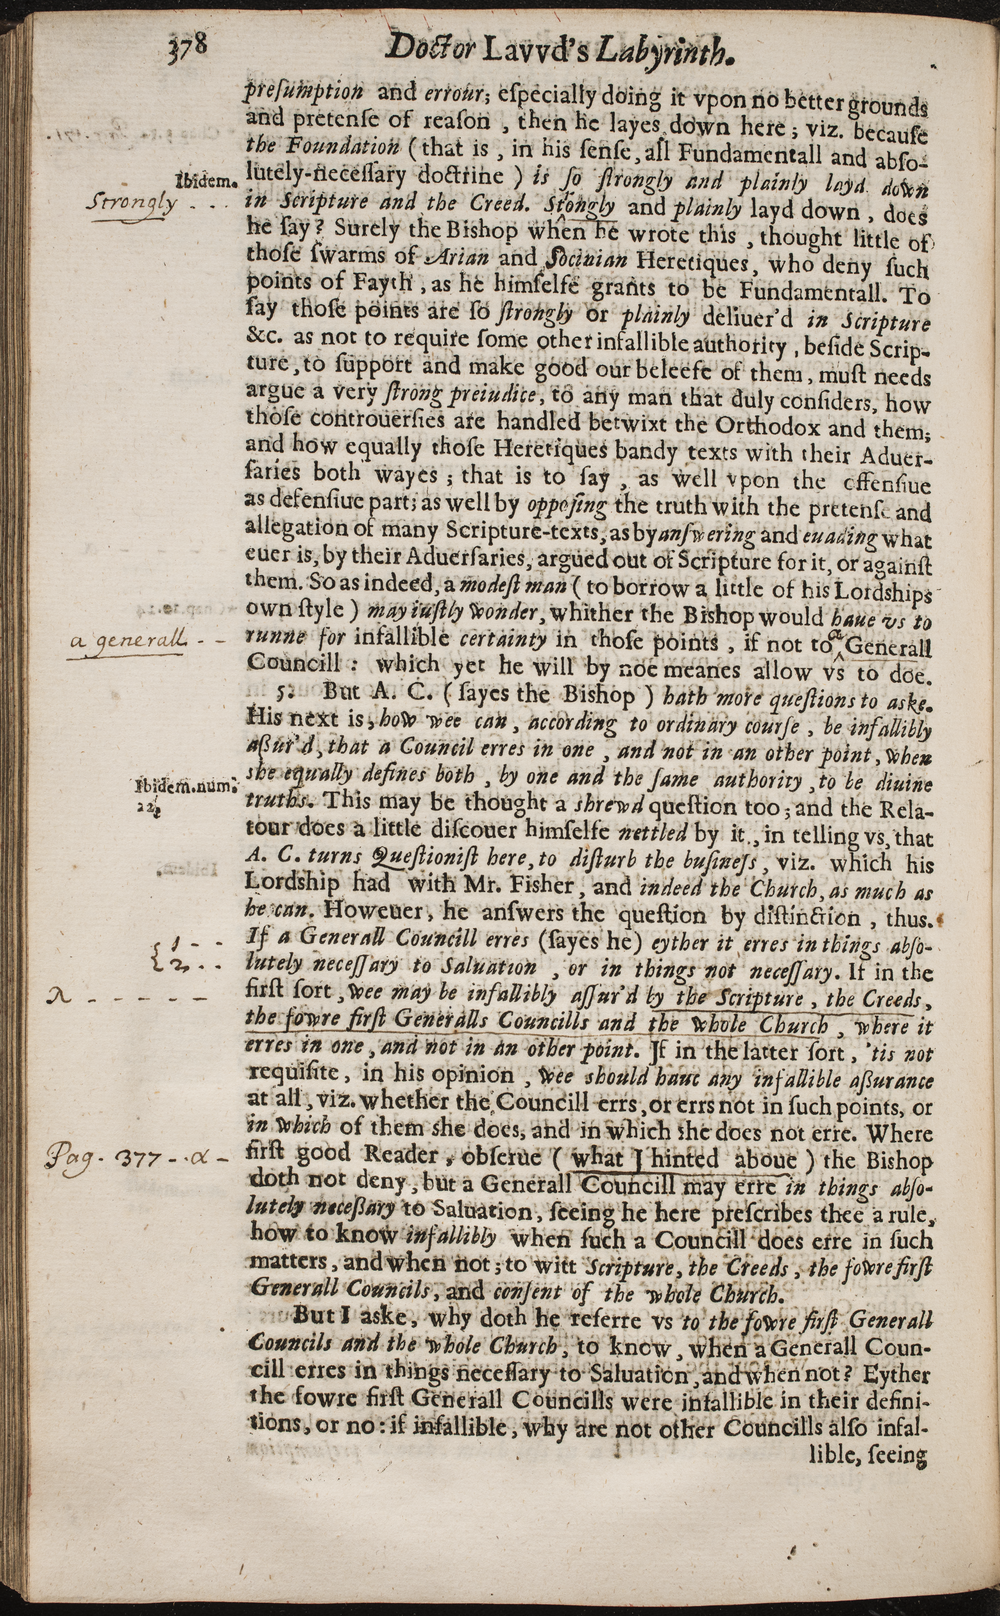 378 Doctor Lavvd's Labyrinth.
preſumption and errour; eſpecially doing it vpon no better grounds
and pretenſe of reaſon , then he layes down here ; viz. becauſe
the Foundation ( that is , in his ſenſe, all Fundamentall and abſo-
Ibidem. lutely-neceſſary doctrine ) is ſo ſtrongly and plainly layd down
Strongly . . . in Scripture and the Creed. Stongly and plainly layd down , does
he ſay? Surely the Bishop when he wrote this , thought little of
thoſe ſwarms of Arian and Socinian Heretiques, who deny ſuch
points of Fayth , as he himſelfe grants to be Fundamentall. To
ſay thoſe points are ſo ſtrongly or plainly deliuer'd in Scripture
&c. as not to require ſome other infallible authority , beſide Scrip-
ture, to ſupport and make good our beleefe of them, muſt needs
argue a very ſtrong preiudice, to any man that duly conſiders, how
thoſe controuerſies are handled betwixt the Orthodox and them;
and how equally thoſe Heretiques bandy texts with their Aduer-
ſaries both wayes ; that is to ſay , as well vpon the offenſiue
as defenſiue part; as well by oppoſing the truth with the pretenſe and
allegation of many Scripture-texts, as by anſwering and euading what
euer is, by their Aduerſaries, argued out of Scripture for it, or againſt
them. So as indeed, a modeſt man ( to borrow a little of his Lordships
own ſtyle ) may iuſtly wonder, whither the Bishop would haue vs to
a generall - - runne for infallible certainty in thoſe points , if not to a Generall
Councill : which yet he will by noe meanes allow vs to doe.
5. But A. C. ( ſayes the Bishop ) hath more queſtions to aske.
His next is, how wee can, according to ordinary courſe , be infallibly
aßur'd, that a Council erres in one , and not in an other point, when
Ibidem.num. she equally defines both , by one and the ſame authority , to be diuine
22. truths. This may be thought a shrewd queſtion too; and the Rela-
tour does a little diſcouer himſelfe nettled by it , in telling vs, that
A. C. turns Queſtioniſt here, to diſturb the buſineſs, viz. which his
Lordship had with Mr. Fisher, and indeed the Church, as much as
he can. Howeuer, he anſwers the queſtion by diſtinction , thus.
{ 1 - - If a Generall Councill erres (ſayes he) eyther it erres in things abſo-
2 . . lutely neceſſary to Saluation , or in things not neceſſary. If in the
λ - - - - - firſt ſort, wee may be infallibly aſſur'd by the Scripture, the Creeds,
the fowre firſt Generalls Councills and the whole Church, where it
erres in one, and not in an other point. If in the latter ſort, 'tis not
requiſite, in his opinion , wee should haue any infallible aßurance
at all, viz. whether the Councill errs, or errs not in ſuch points, or
in which of them she does, and in which she does not erre. Where
Pag. 377 - . α - firſt good Reader, obſerue ( what I hinted aboue ) the Bishop
doth not deny, but a Generall Councill may erre in things abſo-
lutely neceßary to Saluation, ſeeing he here preſcribes thee a rule,
how to know infallibly when ſuch a Councill does erre in ſuch
matters, and when not; to witt Scripture, the Creeds, the fowre firſt
Generall Councils, and conſent of the whole Church.
But I aske, why doth he referre vs to the fowre firſt Generall
Councils and the whole Church, to know, when a Generall Coun-
cill erres in things neceſſary to Saluation, and when not? Eyther
the fowre firſt Generall Councills were infallible in their defini-
tions, or no: if infallible, why are not other Councills alſo infal-
lible, ſeeing